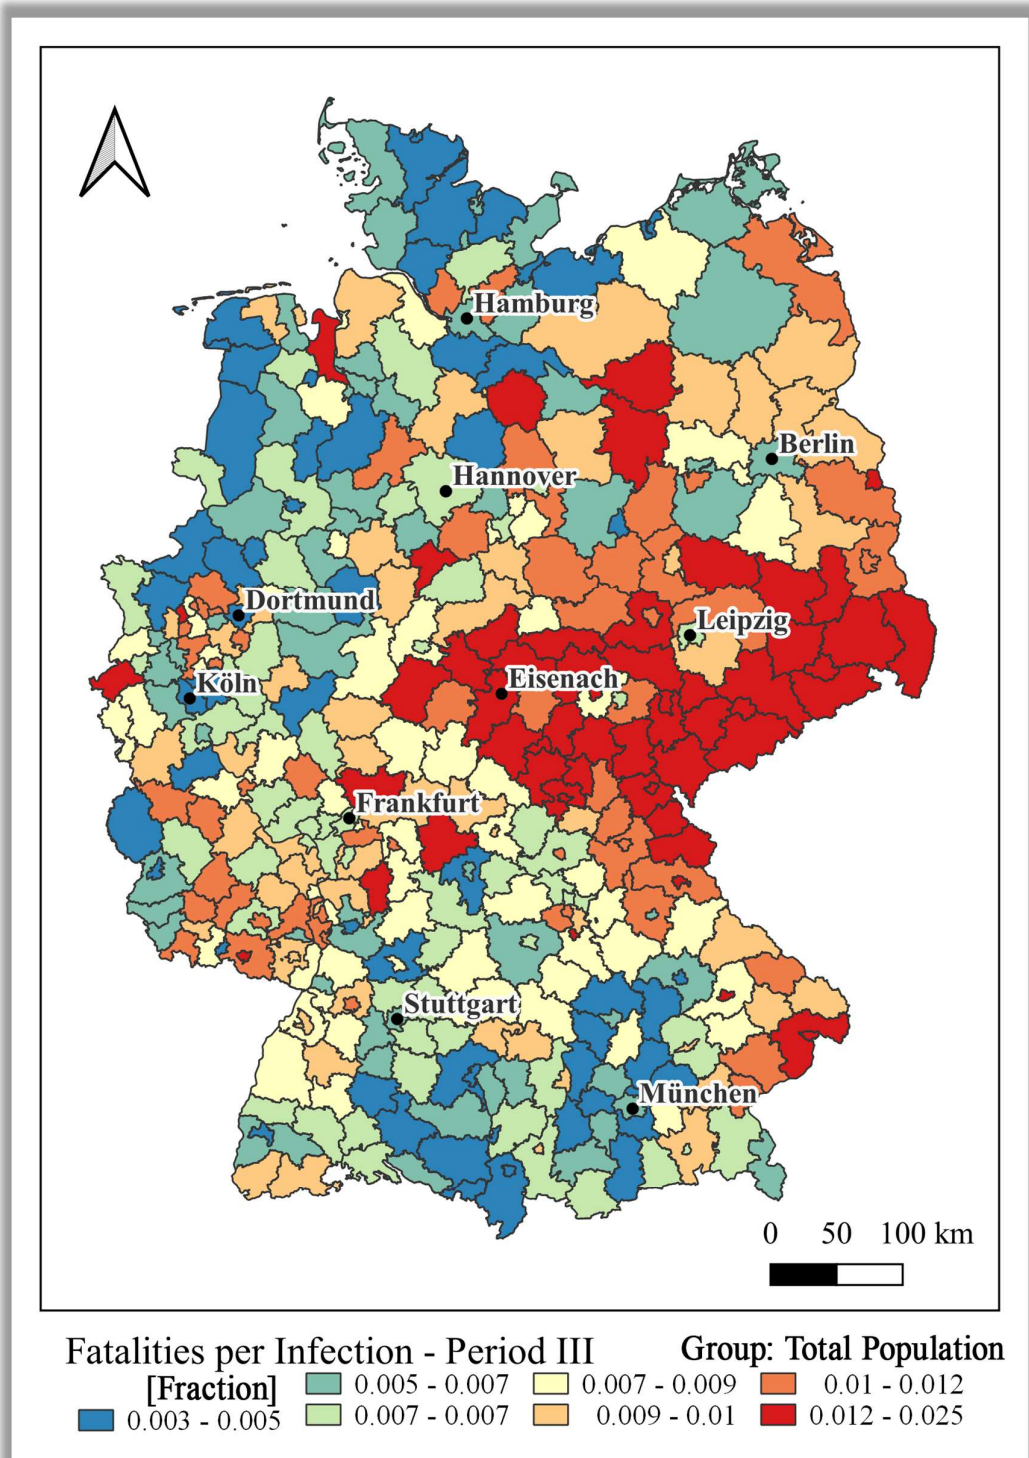 Hamburg
Berlin
Hannover
Dortmund
Leipzig
Köln
Eisenach
Frankfurt
Stuttgart
München
0 50 100 km
Fatalities per Infection - Period III Group: Total Population
[Fraction] 0.005 - 0.007 0.007 - 0.009 0.01 - 0.012
0.003 - 0.005 0.007 - 0.007 0.009 - 0.01 0.012 - 0.025